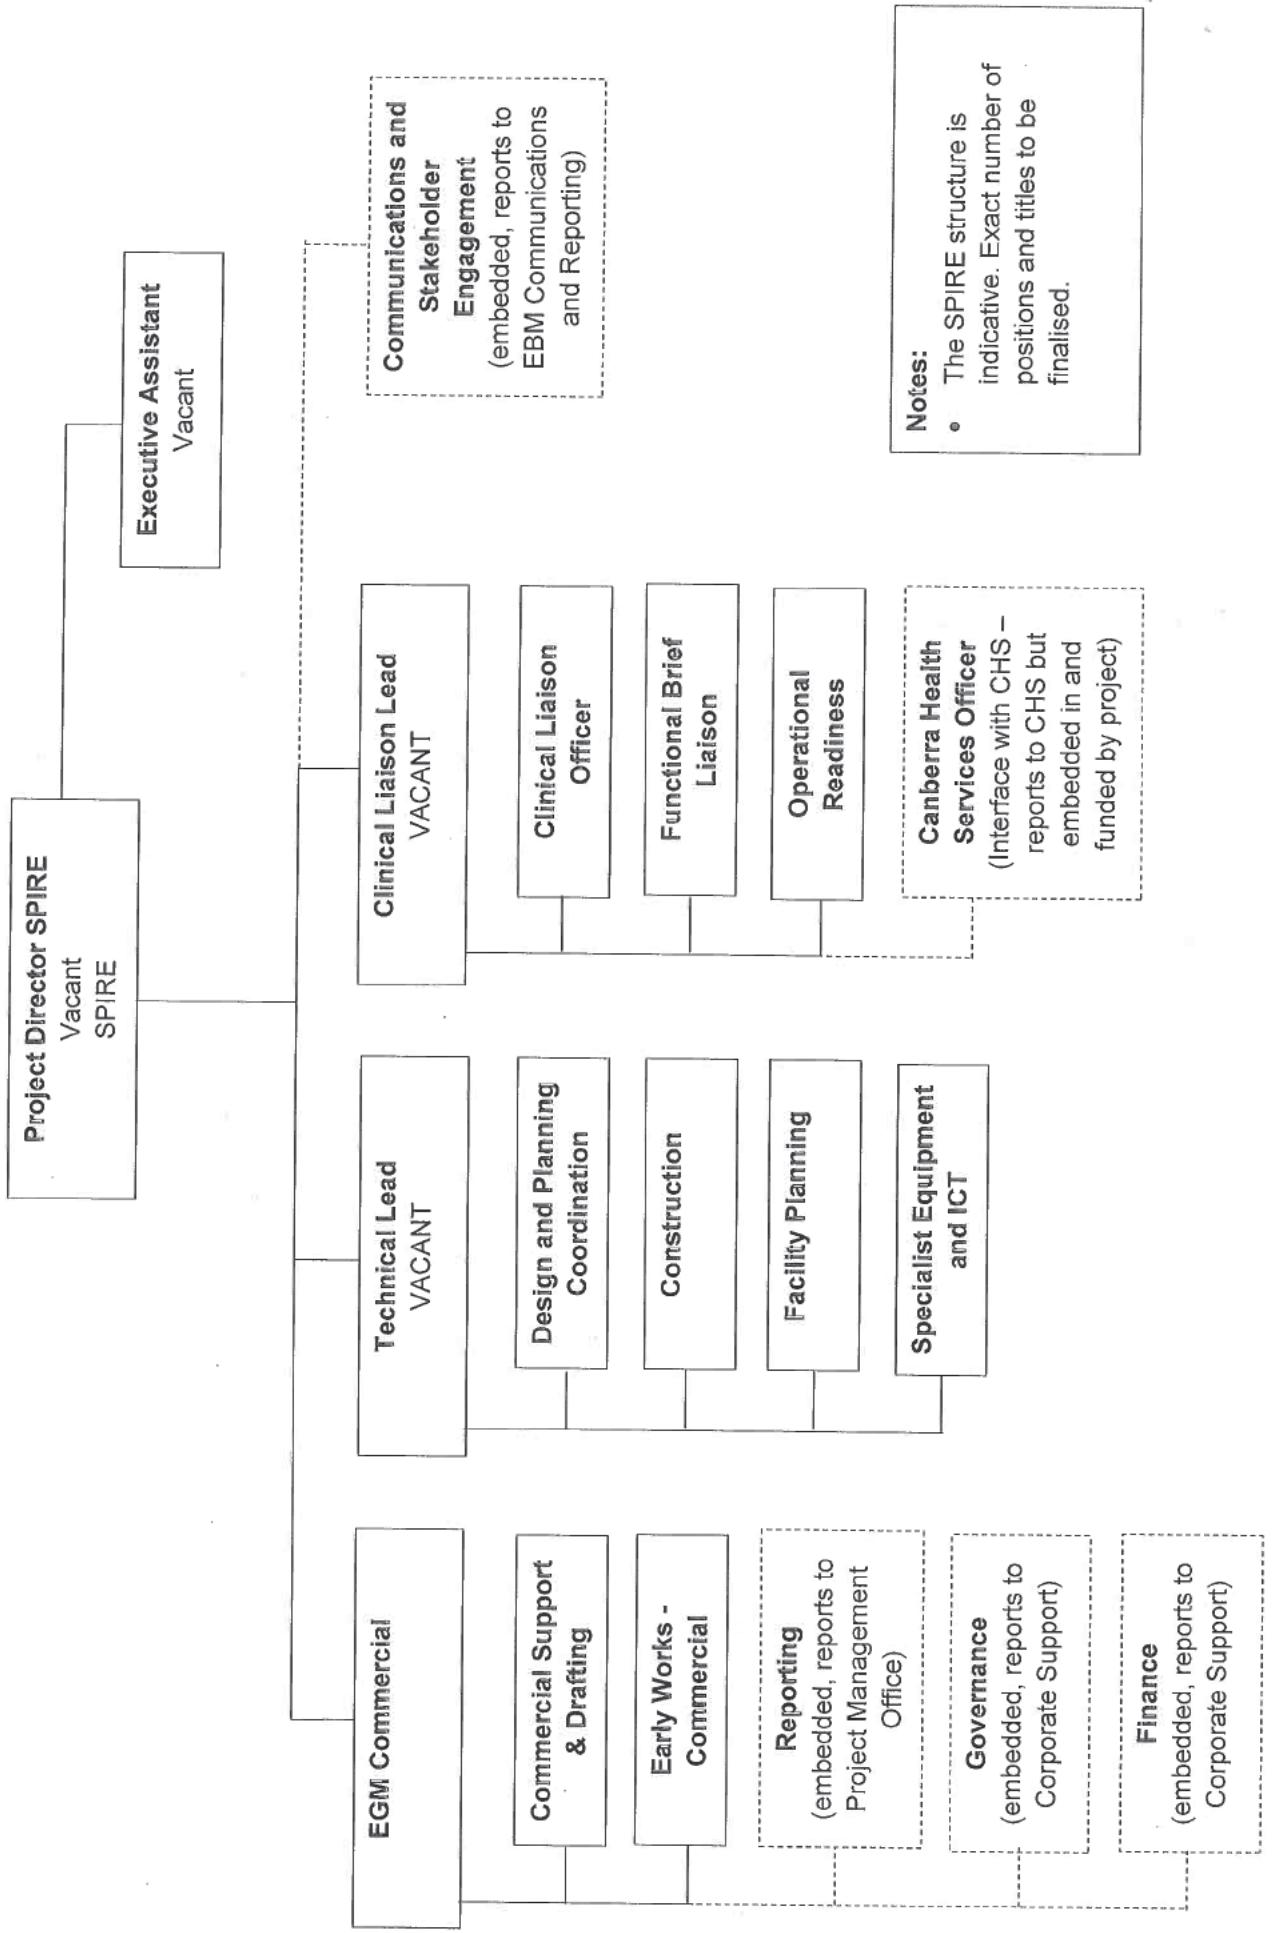 Project Director SPIRE
Vacant
SPIRE
Executive Assistant
Vacant
EGM Commercial
Commercial Support
& Drafting
Early Works -
Commercial
Reporting
(embedded, reports to
Project Management
Office)
Governance
(embedded, reports to
Corporate Support)
Finance
(embedded, reports to
Corporate Support)
Technical Lead
VACANT
Design and Planning
Coordination
Construction
Facility Planning
Specialist Equipment
and ICT
Clinical Liaison Lead
VACANT
Clinical Liaison
Officer
Functional Brief
Liaison
Operational
Readiness
Canberra Health
Services Officer
(Interface with CHS –
reports to CHS but
embedded in and
funded by project)
Communications and
Stakeholder
Engagement
(embedded, reports to
EBM Communications
and Reporting)
Notes:
• The SPIRE structure is
indicative. Exact number of
positions and titles to be
finalised.